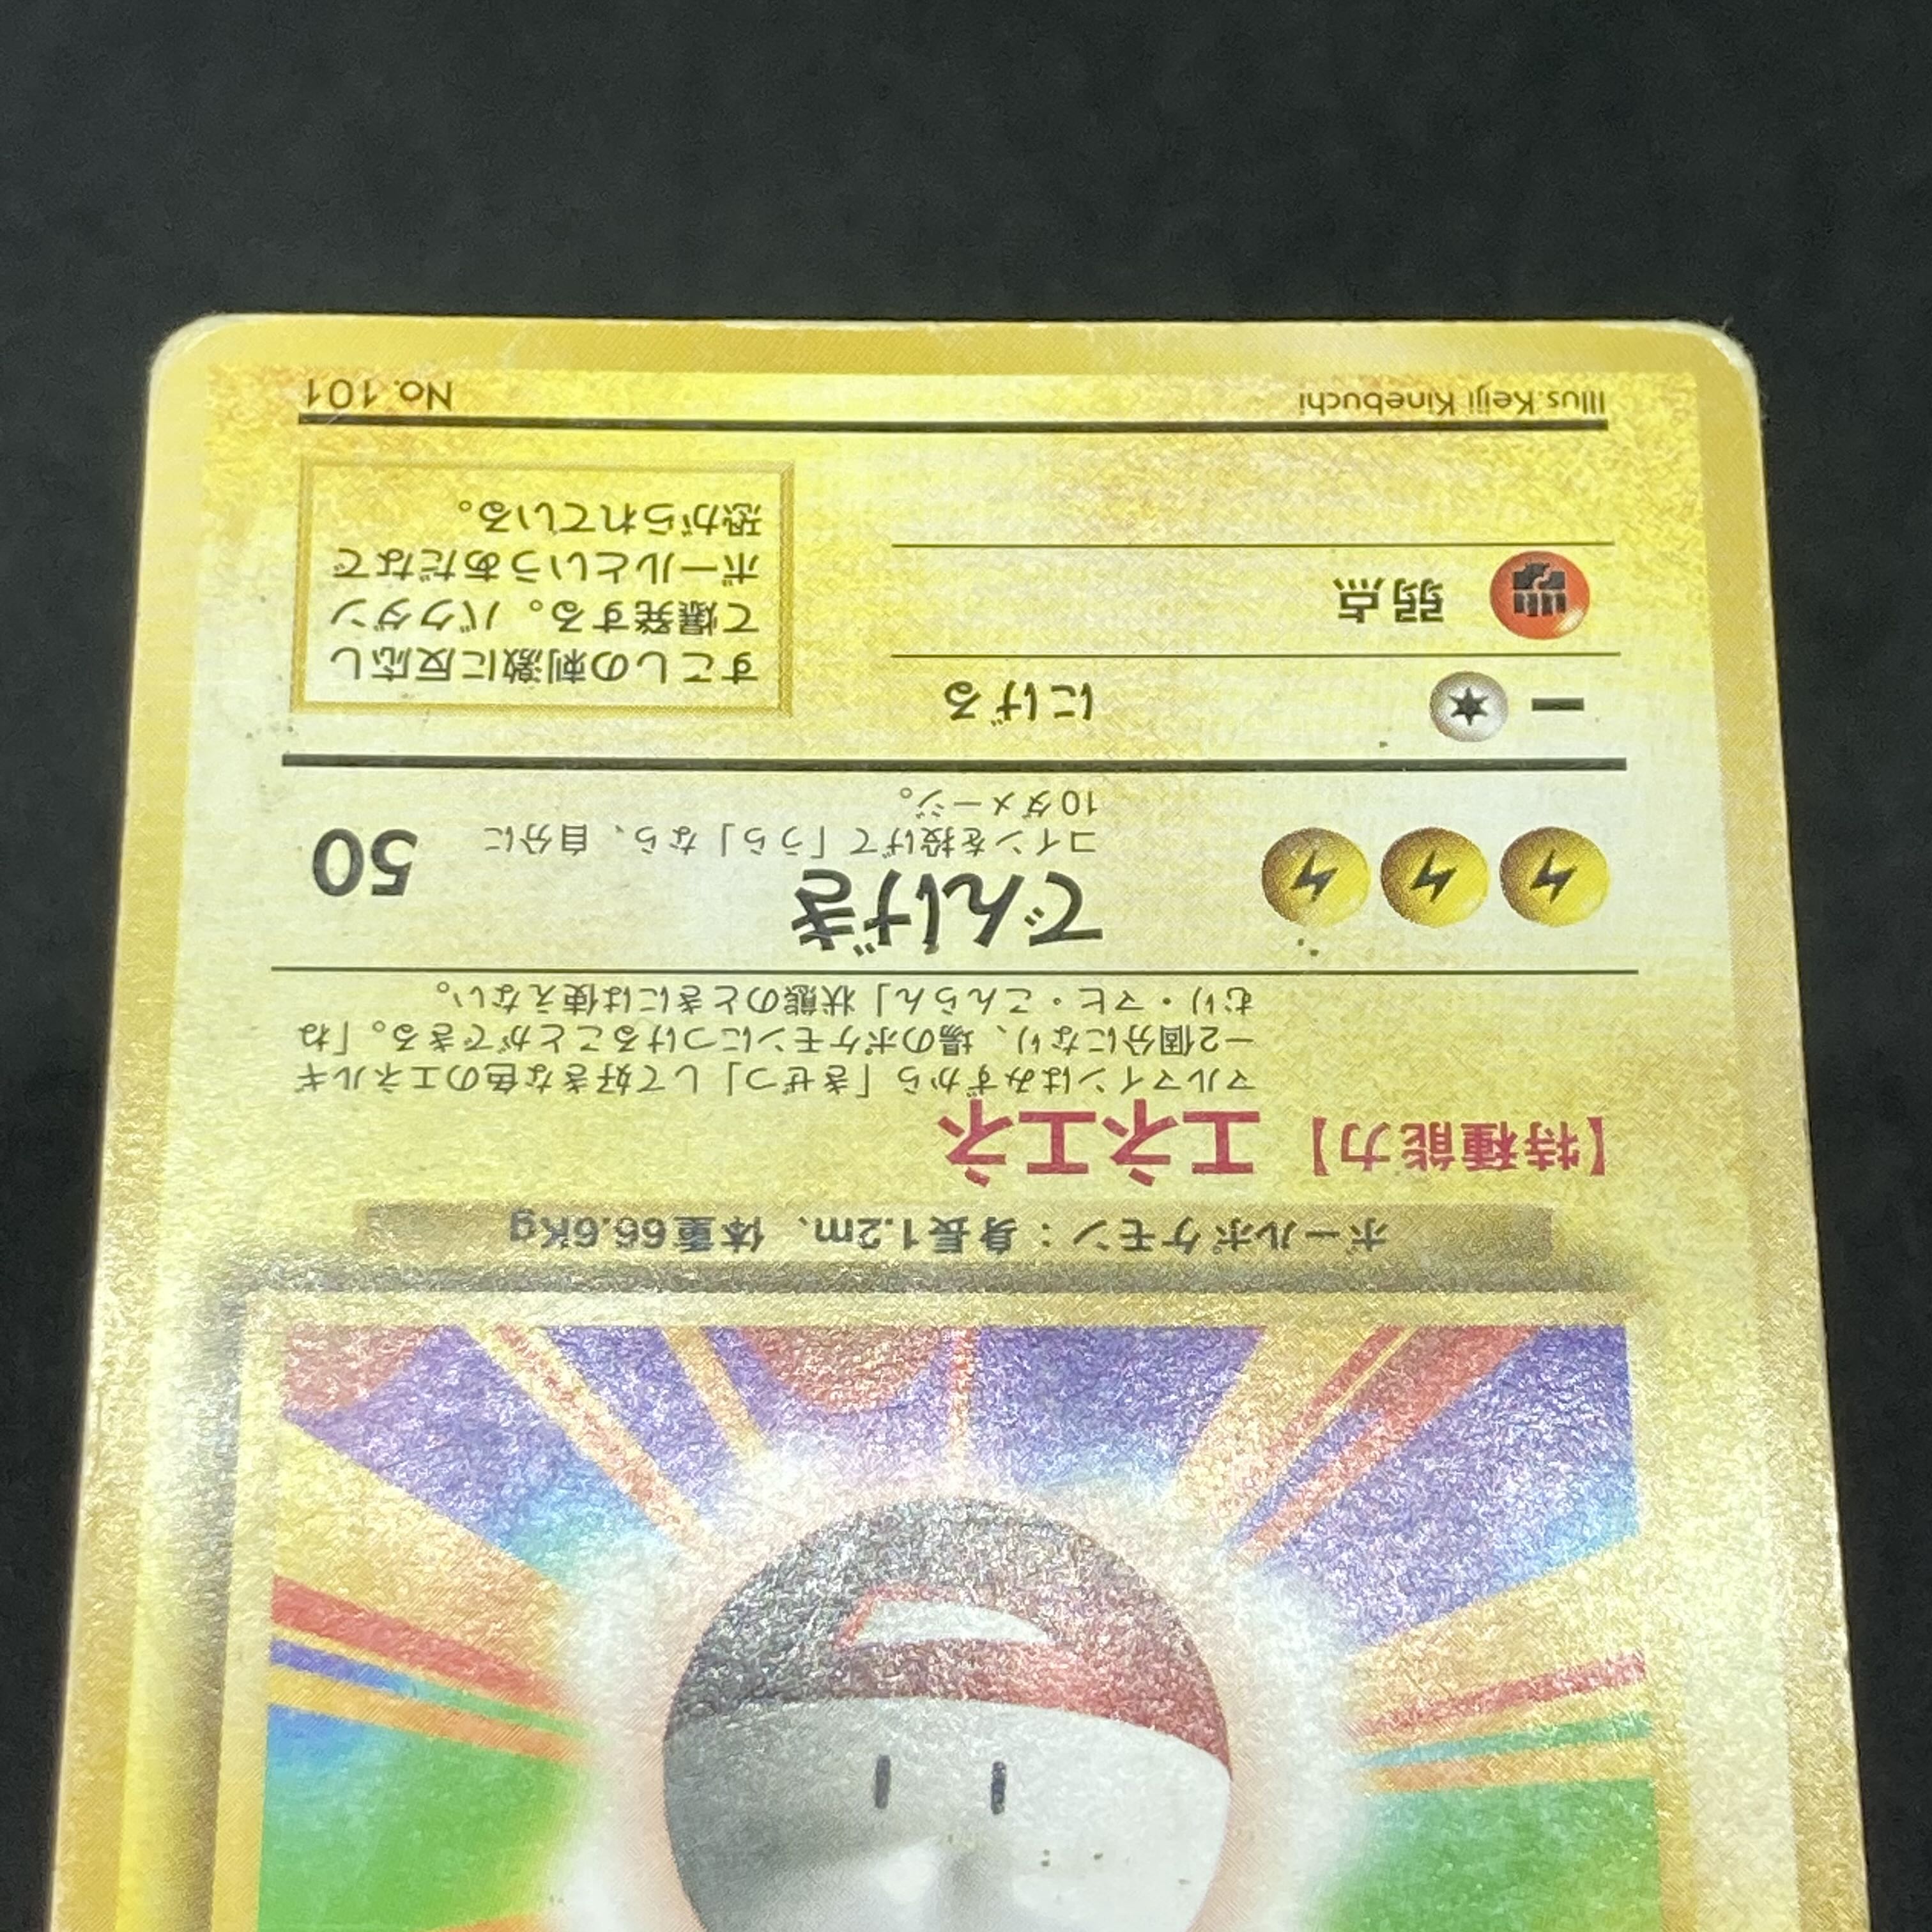 ボールポケモン：身長1.2m、体重66.6Kg
【特殊能力】エネエネ
マルマインはみずから「きぜつ」して好きな色のエネルギ
ー2個分になり、場のポケモンにつけることができる。「ね
むり・マヒ・こんらん」状態のときには使えない。
でんげき 50
コインを投げて「うら」なら、自分に
10ダメージ。
− にげる
弱点
すこしの刺激に反応し
て爆発する。バクダン
ボールというあだなで
恐がられている。
Illus.Keiji Kinebuchi
No.101